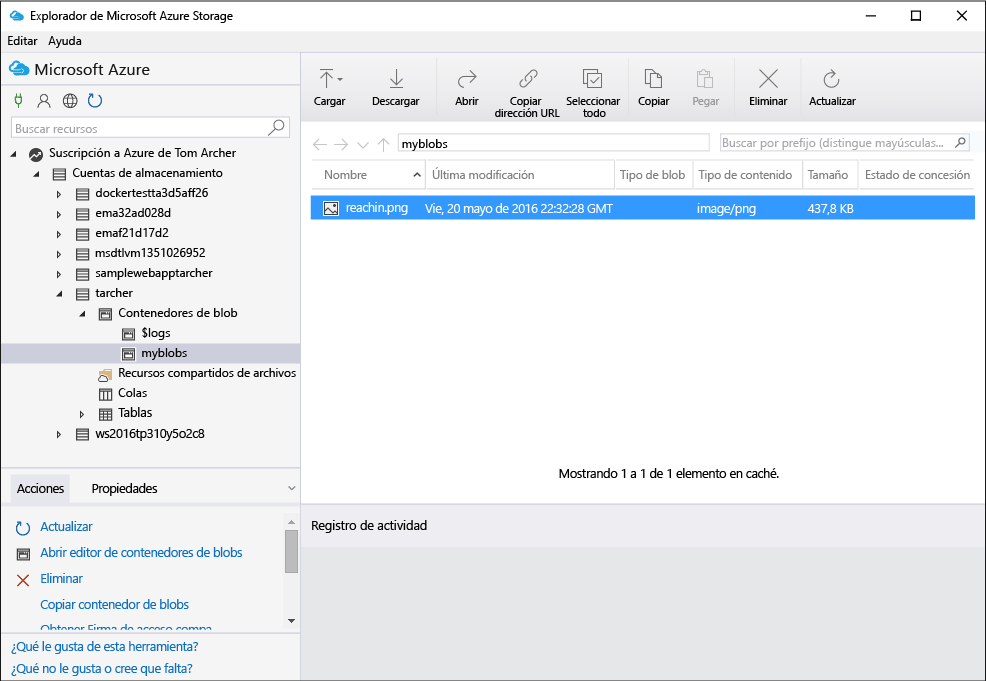 Explorador de Microsoft Azure Storage
Editar Ayuda
Microsoft Azure
Buscar recursos
Suscripción a Azure de Tom Archer
Cuentas de almacenamiento
dockertestta3d5aff26
ema32ad028d
emaf21d17d2
msdtlvm1351026952
samplewebapptarcher
tarcher
Contenedores de blob
$logs
myblobs
Recursos compartidos de archivos
Colas
Tablas
ws2016tp310y5o2c8
Acciones Propiedades
Actualizar
Abrir editor de contenedores de blobs
Eliminar
Copiar contenedor de blobs
Obtener Firma de acceso compa
¿Qué le gusta de esta herramienta?
¿Qué no le gusta o cree que falta?
Cargar Descargar Abrir Copiar Seleccionar Copiar Pegar Eliminar Actualizar
dirección URL todo
myblobs Buscar por prefijo (distingue mayúsculas...
Nombre Última modificación Tipo de blob Tipo de contenido Tamaño Estado de concesión
reachin.png Vie, 20 mayo de 2016 22:32:28 GMT image/png 437,8 KB
Mostrando 1 a 1 de 1 elemento en caché.
Registro de actividad